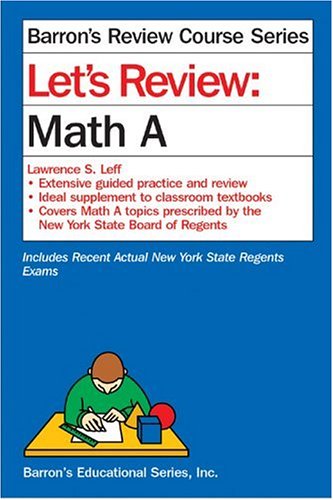 Barron's Review Course Series
Let's Review:
Math A
Lawrence S. Leff
• Extensive guided practice and review
• Ideal supplement to classroom textbooks
• Covers Math A topics prescribed by the
New York State Board of Regents
Includes Recent Actual New York State Regents
Exams
Barron's Educational Series, Inc.